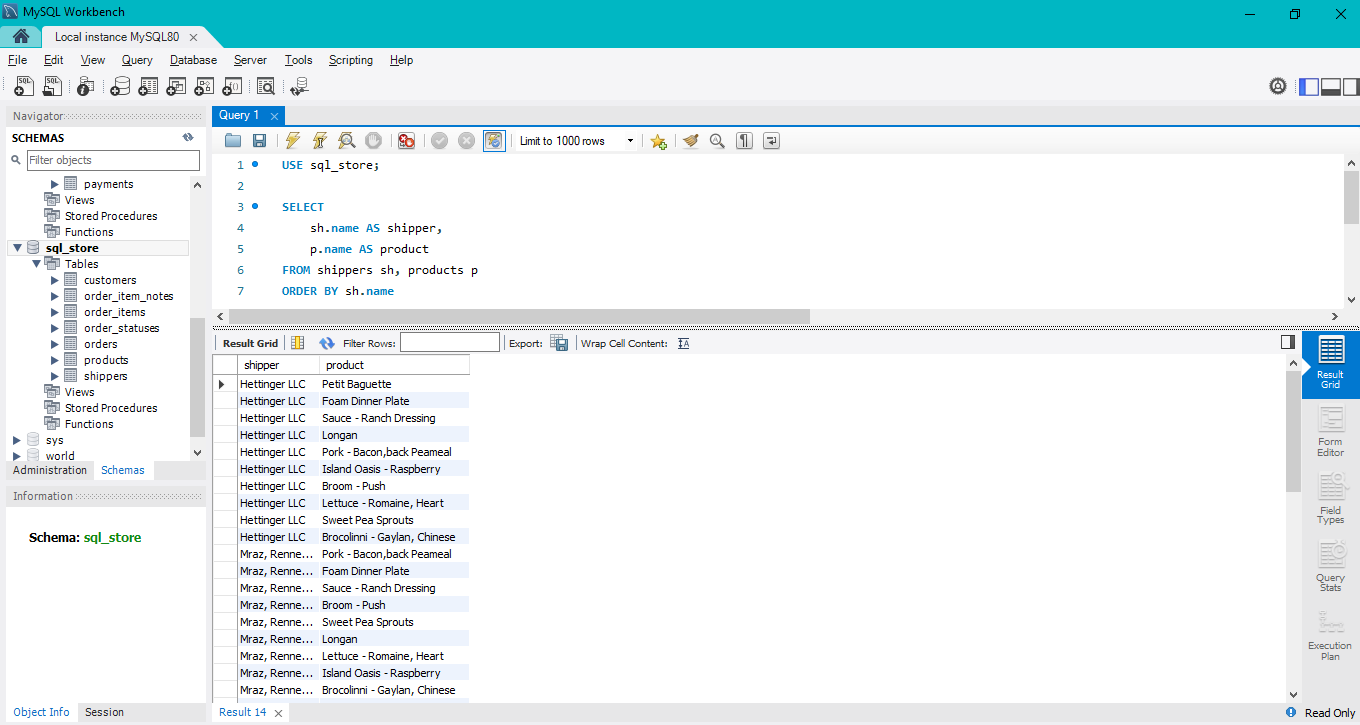 MySQL Workbench
Local instance MySQL80
File Edit View Query Database Server Tools Scripting Help
Navigator
Query 1
SCHEMAS
Limit to 1000 rows
Filter objects
payments
Views
Stored Procedures
Functions
sql_store
Tables
customers
order_item_notes
order_items
order_statuses
orders
products
shippers
Views
Stored Procedures
Functions
sys
world
Administration Schemas
Information
Schema: sql_store
Object Info Session
1 USE sql_store;
2
3 SELECT
4 sh.name AS shipper,
5 p.name AS product
6 FROM shippers sh, products p
7 ORDER BY sh.name
Result Grid Filter Rows: Export: Wrap Cell Content:
shipper product
Hettinger LLC Petit Baguette
Hettinger LLC Foam Dinner Plate
Hettinger LLC Sauce - Ranch Dressing
Hettinger LLC Longan
Hettinger LLC Pork - Bacon,back Peameal
Hettinger LLC Island Oasis - Raspberry
Hettinger LLC Broom - Push
Hettinger LLC Lettuce - Romaine, Heart
Hettinger LLC Sweet Pea Sprouts
Hettinger LLC Brocolinni - Gaylan, Chinese
Mraz, Renne... Pork - Bacon,back Peameal
Mraz, Renne... Foam Dinner Plate
Mraz, Renne... Sauce - Ranch Dressing
Mraz, Renne... Broom - Push
Mraz, Renne... Sweet Pea Sprouts
Mraz, Renne... Longan
Mraz, Renne... Lettuce - Romaine, Heart
Mraz, Renne... Island Oasis - Raspberry
Mraz, Renne... Brocolinni - Gaylan, Chinese
Result
Grid
Form
Editor
Field
Types
Query
Stats
Execution
Plan
Result 14
Read Only